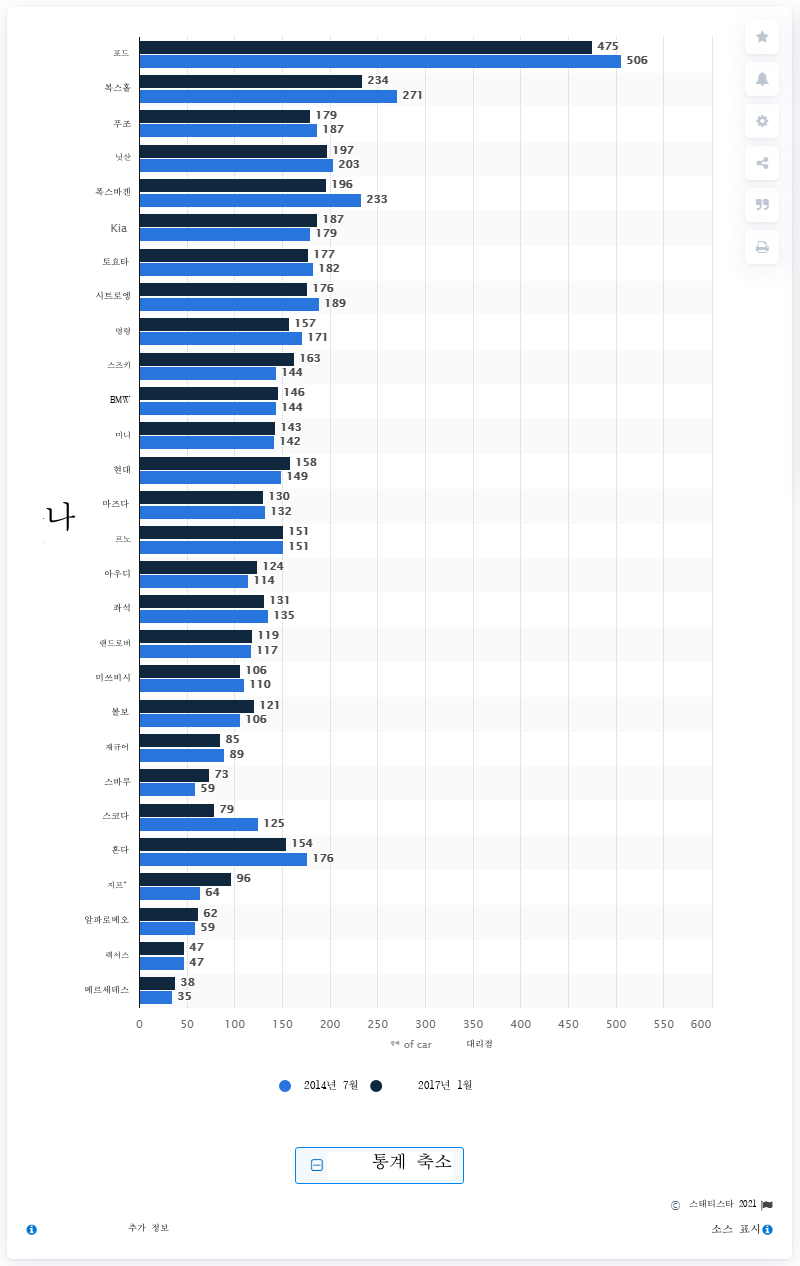 포드 475
506
복스홀 234
271
푸조 179
187
닛산 197
203
폭스바겐 196
233
Kia 187
179
토요타 177
182
시트로엥 176
189
157
171
스즈키 163
144
BMW 146
144
미니 143
142
현대 158
149
나
마즈다 130
132
르노 151
151
아우디 124
114
좌석 131
135
랜드로버 119
117
미쓰비시 106
110
볼보 121
106
재규어 85
89
스바루 73
59
스코다 79
125
혼다 154
176
지프* 96
64
알파로메오 62
59
렉서스 47
47
메르세데스 38
35
0 50 100 150 200 250 300 350 400 450 500 550 600
of car 대리점
2014년 7월 2017년 1월
통계 축소
© 스태티스타 2021
추가 정보 소스 표시